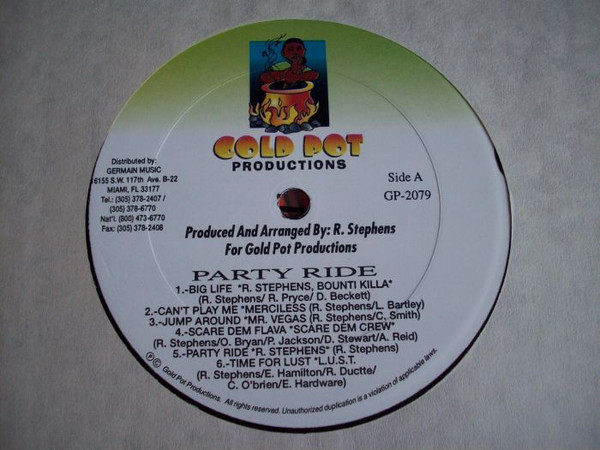 GOLD POT
PRODUCTIONS
Distributed by:
GERMAIN MUSIC
16155 S.W. 117th Ave. B-22
MIAMI, FL 33177
Tel.: (305) 378-2407 /
(305) 378-6770
Nat'l. (800) 473-6770
Fax: (305) 378-2408
Side A
GP-2079
Produced And Arranged By: R. Stephens
For Gold Pot Productions
PARTY RIDE
1.-BIG LIFE *R. STEPHENS, BOUNTI KILLA*
(R. Stephens/ R. Pryce/ D. Beckett)
2.-CAN'T PLAY ME *MERCILESS (R. Stephens/L. Bartley)
3.-JUMP AROUND *MR. VEGAS (R. Stephens/C. Smith)
4.-SCARE DEM FLAVA *SCARE DEM CREW*
(R. Stephens/O. Bryan/P. Jackson/D. Stewart/A. Reid)
5.-PARTY RIDE *R. STEPHENS* (R. Stephens)
6.-TIME FOR LUST *L.U.S.T.
(R. Stephens/E. Hamilton/R. Ductte/
C. O'brien/E. Hardware)
℗© Gold Pot Productions. All rights reserved. Unauthorized duplication is a violation of applicable laws.